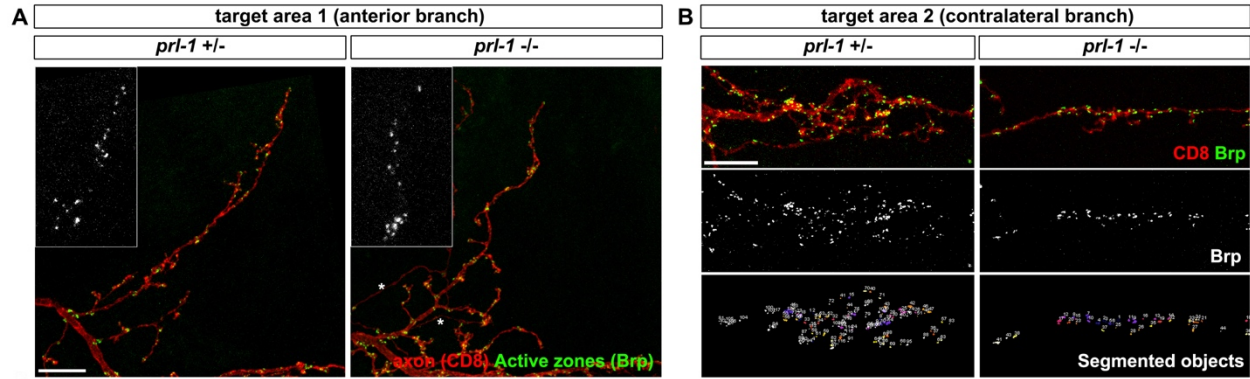 A
target area 1 (anterior branch)
prl-1 +/-
prl-1 -/-
*
*
axon (CD8) Active zones (Brp)
B
target area 2 (contralateral branch)
prl-1 +/-
prl-1 -/-
CD8 Brp
Brp
Segmented objects